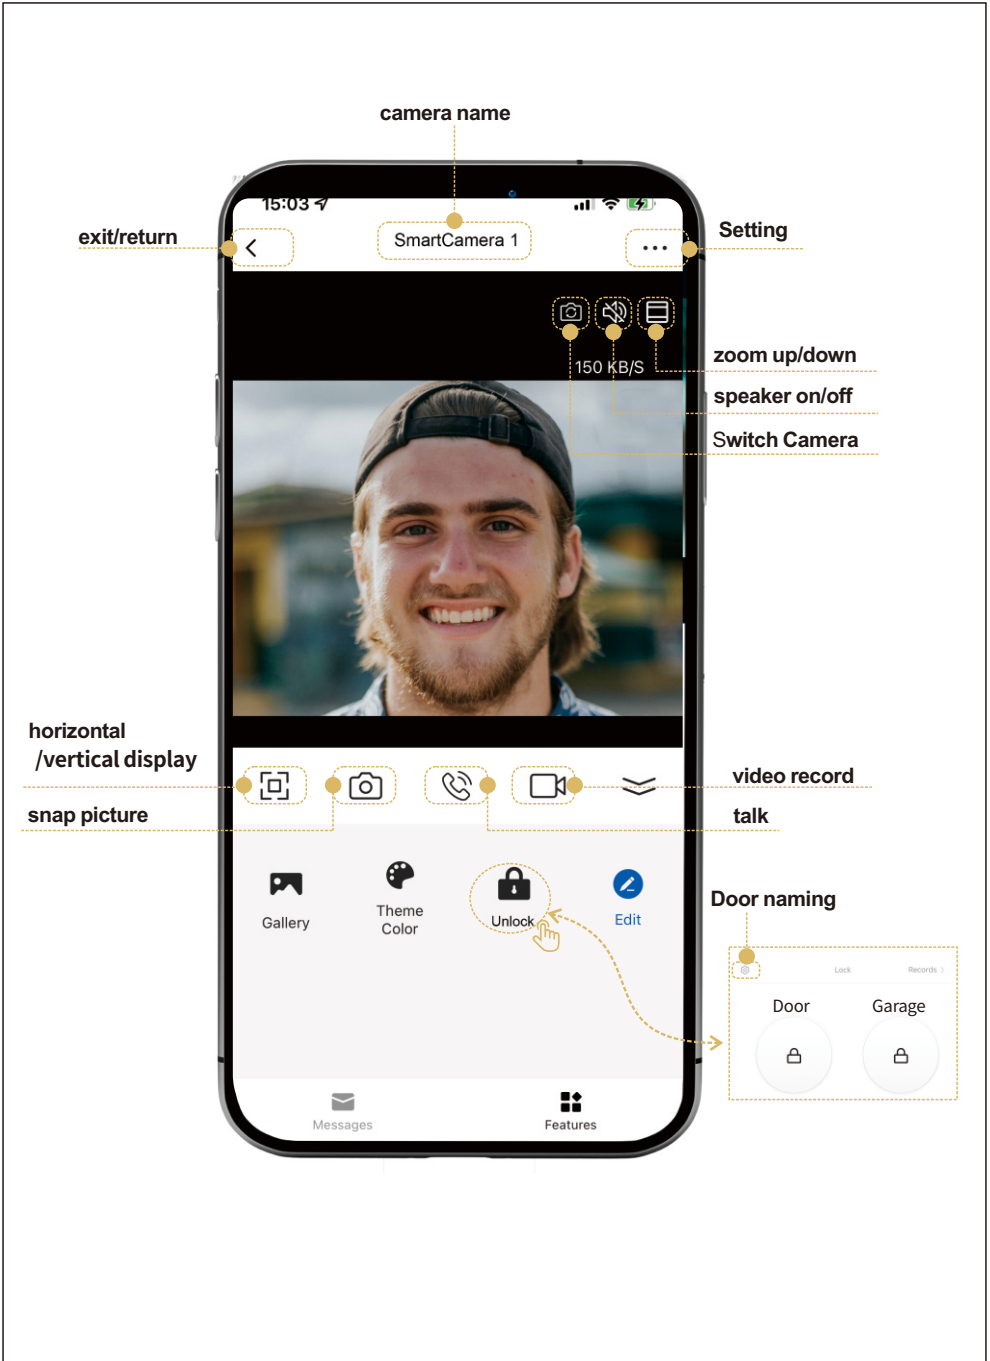 camera name
15:03
exit/return
SmartCamera 1
Setting
150 KB/S
zoom up/down
speaker on/off
Switch Camera
horizontal
/vertical display
snap picture
video record
talk
Gallery
Theme
Color
Unlock
Edit
Door naming
Lock
Records
Door
Garage
Messages
Features